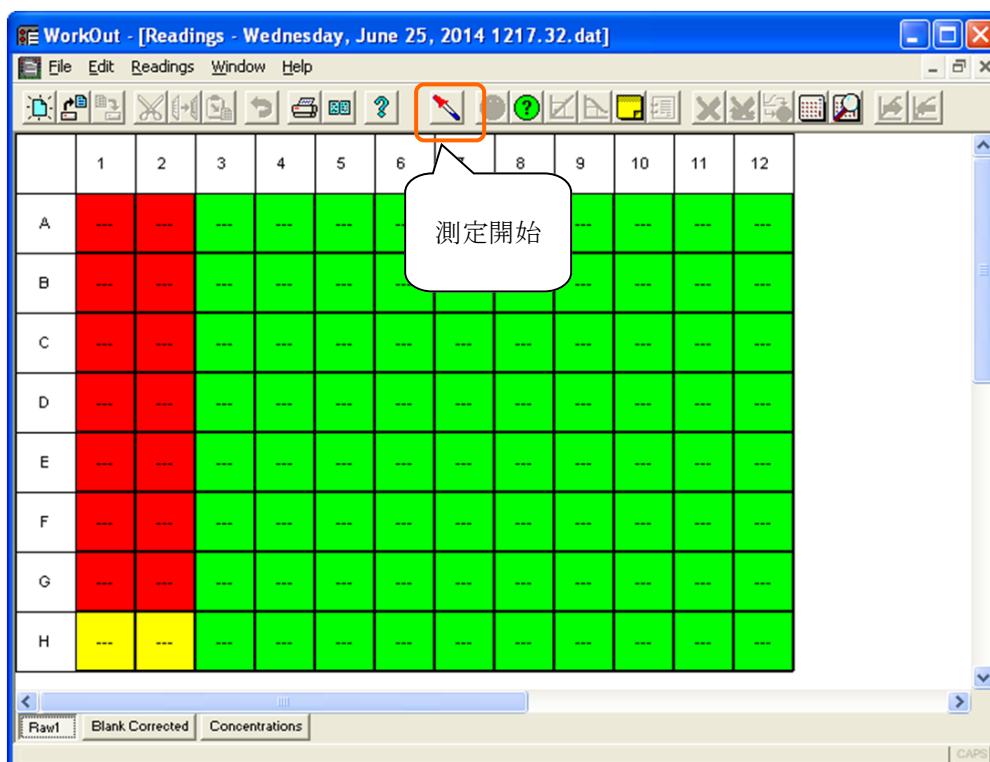 WorkOut - [Readings - Wednesday, June 25, 2014 1217.32.dat]
File Edit Readings Window Help
1 2 3 4 5 6 8 9 10 11 12
測定開始
A --- --- --- --- --- --- --- --- --- ---
B --- --- --- --- --- --- --- --- --- --- --- ---
C --- --- --- --- --- --- --- --- --- --- --- ---
D --- --- --- --- --- --- --- --- --- --- --- ---
E --- --- --- --- --- --- --- --- --- --- --- ---
F --- --- --- --- --- --- --- --- --- --- --- ---
G --- --- --- --- --- --- --- --- --- --- --- ---
H --- --- --- --- --- --- --- --- --- --- --- ---
Raw1 Blank Corrected Concentrations
CAPS